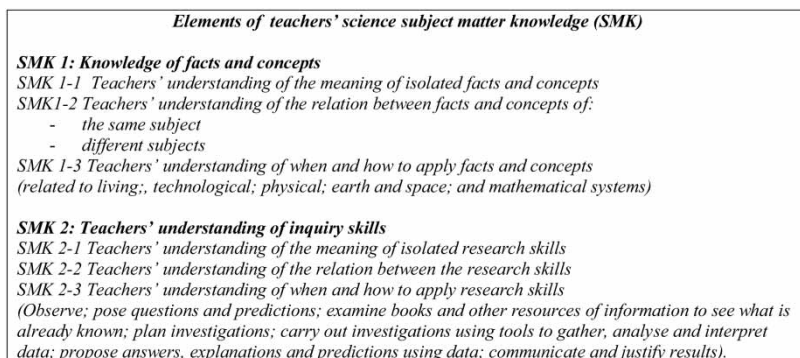 Elements of teachers' science subject matter knowledge (SMK)
SMK 1: Knowledge of facts and concepts
SMK 1-1 Teachers' understanding of the meaning of isolated facts and concepts
SMK1-2 Teachers' understanding of the relation between facts and concepts of:
- the same subject
- different subjects
SMK 1-3 Teachers' understanding of when and how to apply facts and concepts
(related to living;, technological; physical; earth and space; and mathematical systems)
SMK 2: Teachers' understanding of inquiry skills
SMK 2-1 Teachers' understanding of the meaning of isolated research skills
SMK 2-2 Teachers' understanding of the relation between the research skills
SMK 2-3 Teachers' understanding of when and how to apply research skills
(Observe; pose questions and predictions; examine books and other resources of information to see what is
already known; plan investigations; carry out investigations using tools to gather, analyse and interpret
data; propose answers, explanations and predictions using data; communicate and justify results).